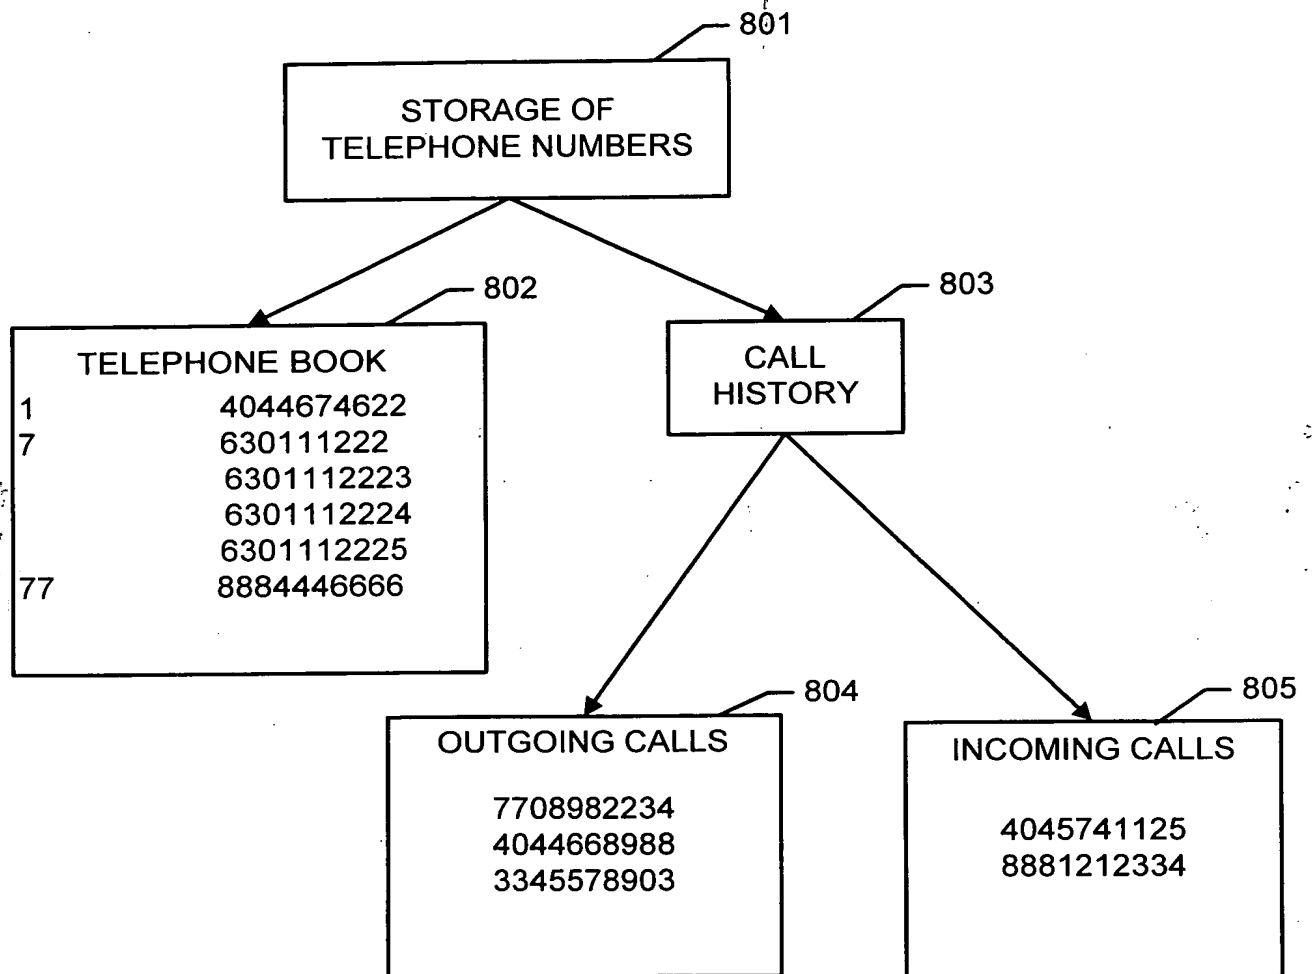 801
STORAGE OF
TELEPHONE NUMBERS
802
803
TELEPHONE BOOK
1 4044674622
7 630111222
6301112223
6301112224
6301112225
77 8884446666
CALL
HISTORY
804
805
OUTGOING CALLS
7708982234
4044668988
3345578903
INCOMING CALLS
4045741125
8881212334